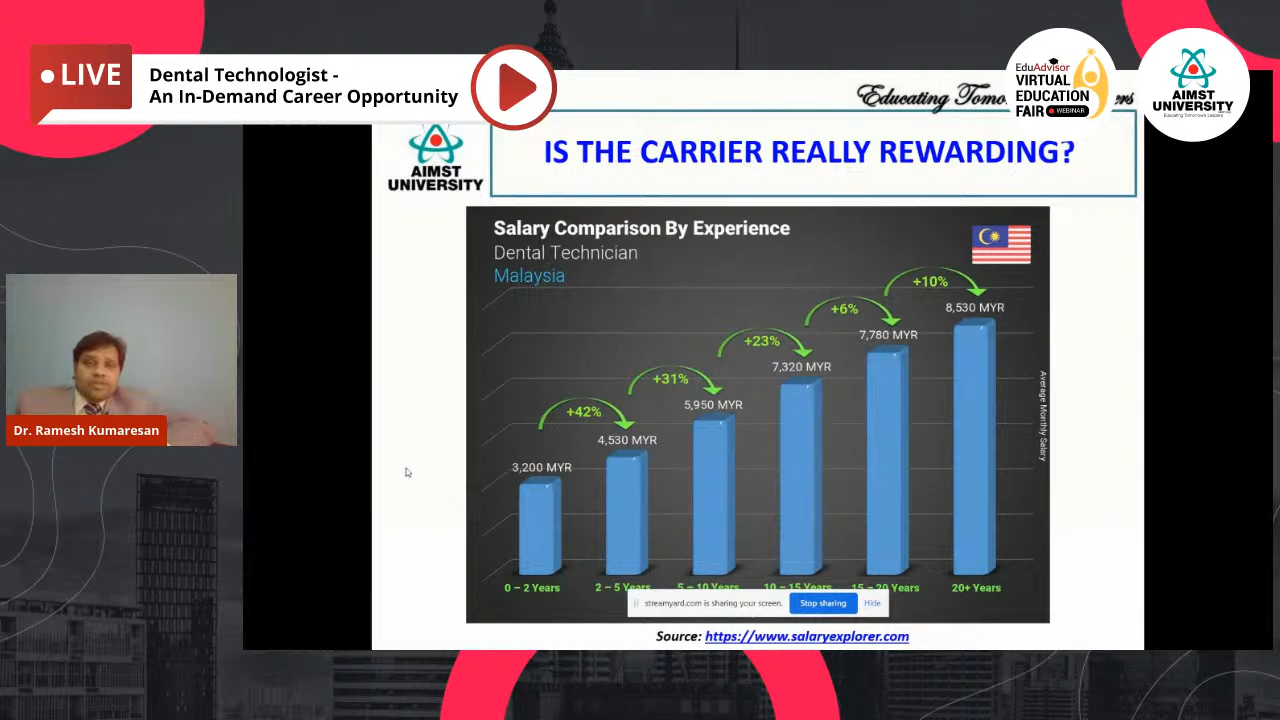 LIVE
Dental Technologist -
An In-Demand Career Opportunity
EduAdvisor
VIRTUAL
EDUCATION
FAIR
WEBINAR
AIMST
UNIVERSITY
Educating Tomorrow's Leaders
Educating
AIMST
UNIVERSITY
IS THE CARRIER REALLY REWARDING?
Salary Comparison By Experience
Dental Technician
Malaysia
+42%
+31%
+23%
+6%
+10%
3,200 MYR
4,530 MYR
5,950 MYR
7,320 MYR
7,780 MYR
8,530 MYR
Average Monthly Salary
0 – 2 Years
2 – 5 Years
5 – 10 Years
10 – 15 Years
15 – 20 Years
20+ Years
streamyard.com is sharing your screen.
Stop sharing
Hide
Source: https://www.salaryexplorer.com
Dr. Ramesh Kumaresan